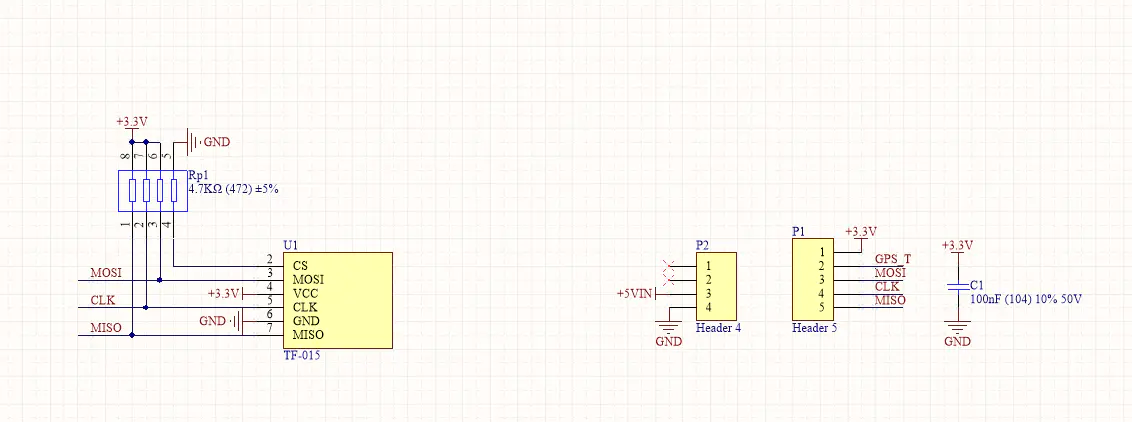 +3.3V
GND
8 7 6 5
Rp1
4.7KΩ (472) ±5%
1 2 3 4
U1
2 CS
MOSI 3 MOSI
+3.3V 4 VCC
CLK 5 CLK
GND 6 GND
MISO 7 MISO
TF-015
P2
1
2
+5VIN 3
4
Header 4
GND
P1
+3.3V
1
2 GPS_T
3 MOSI
4 CLK
5 MISO
Header 5
+3.3V
C1
100nF (104) 10% 50V
GND